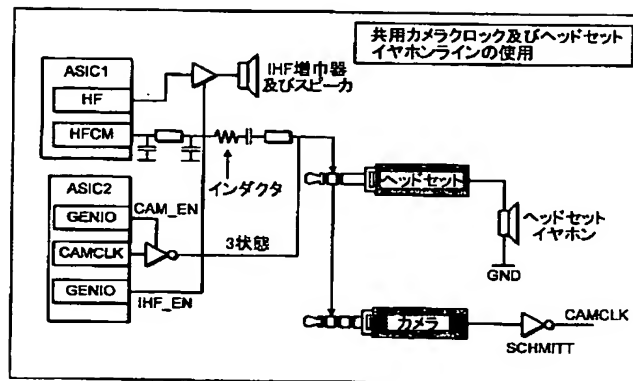 共用カメラクロック及びヘッドセット
イヤホンラインの使用
ASIC1
HF
HFCM
IHF増巾器
及びスピーカ
インダクタ
ASIC2
GENIO
CAM_EN
CAMCLK
3状態
GENIO
IHF_EN
ヘッドセット
ヘッドセット
イヤホン
GND
カメラ
CAMCLK
SCHMITT